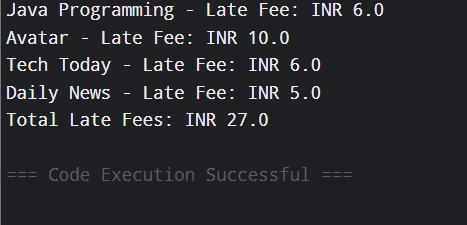 Java Programming - Late Fee: INR 6.0
Avatar - Late Fee: INR 10.0
Tech Today - Late Fee: INR 6.0
Daily News - Late Fee: INR 5.0
Total Late Fees: INR 27.0
=== Code Execution Successful ===